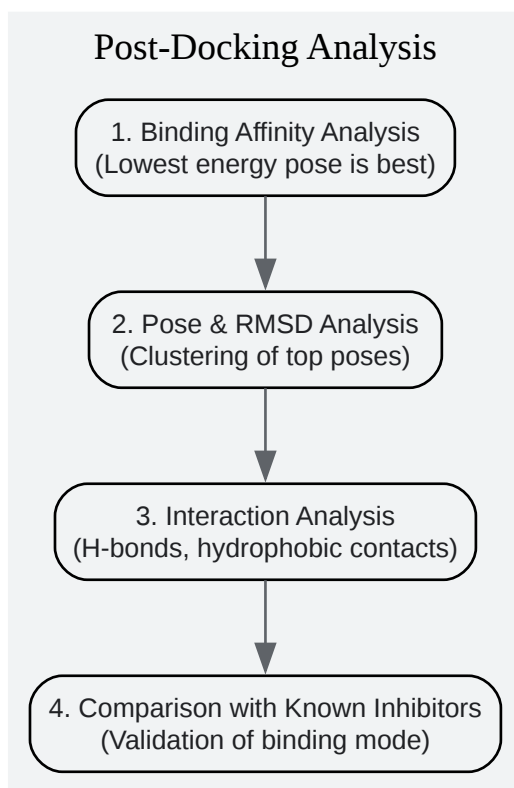 Post-Docking Analysis
1. Binding Affinity Analysis
(Lowest energy pose is best)
2. Pose & RMSD Analysis
(Clustering of top poses)
3. Interaction Analysis
(H-bonds, hydrophobic contacts)
4. Comparison with Known Inhibitors
(Validation of binding mode)